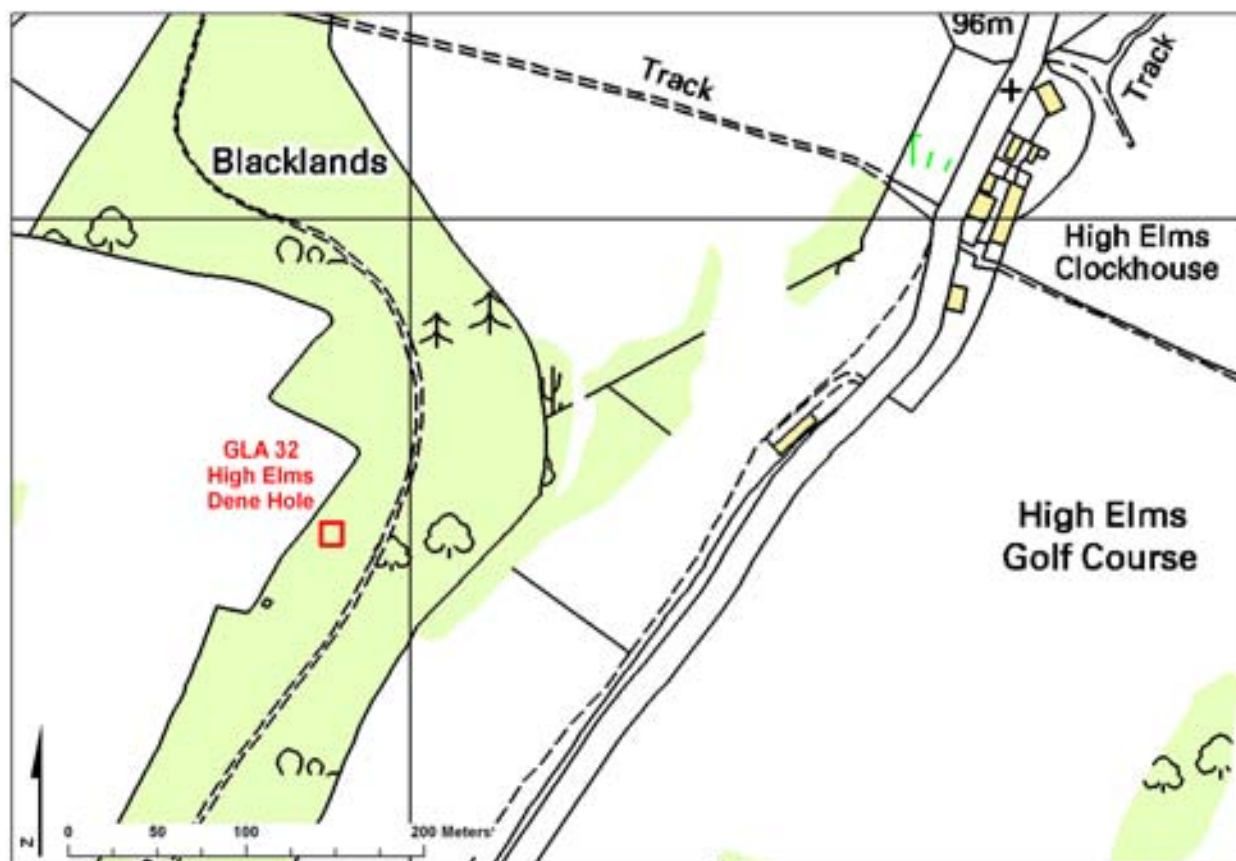 96m
Track
Track
Blacklands
High Elms
Clockhouse
GLA 32
High Elms
Dene Hole
High Elms
Golf Course
0 50 100 200 Meters
N